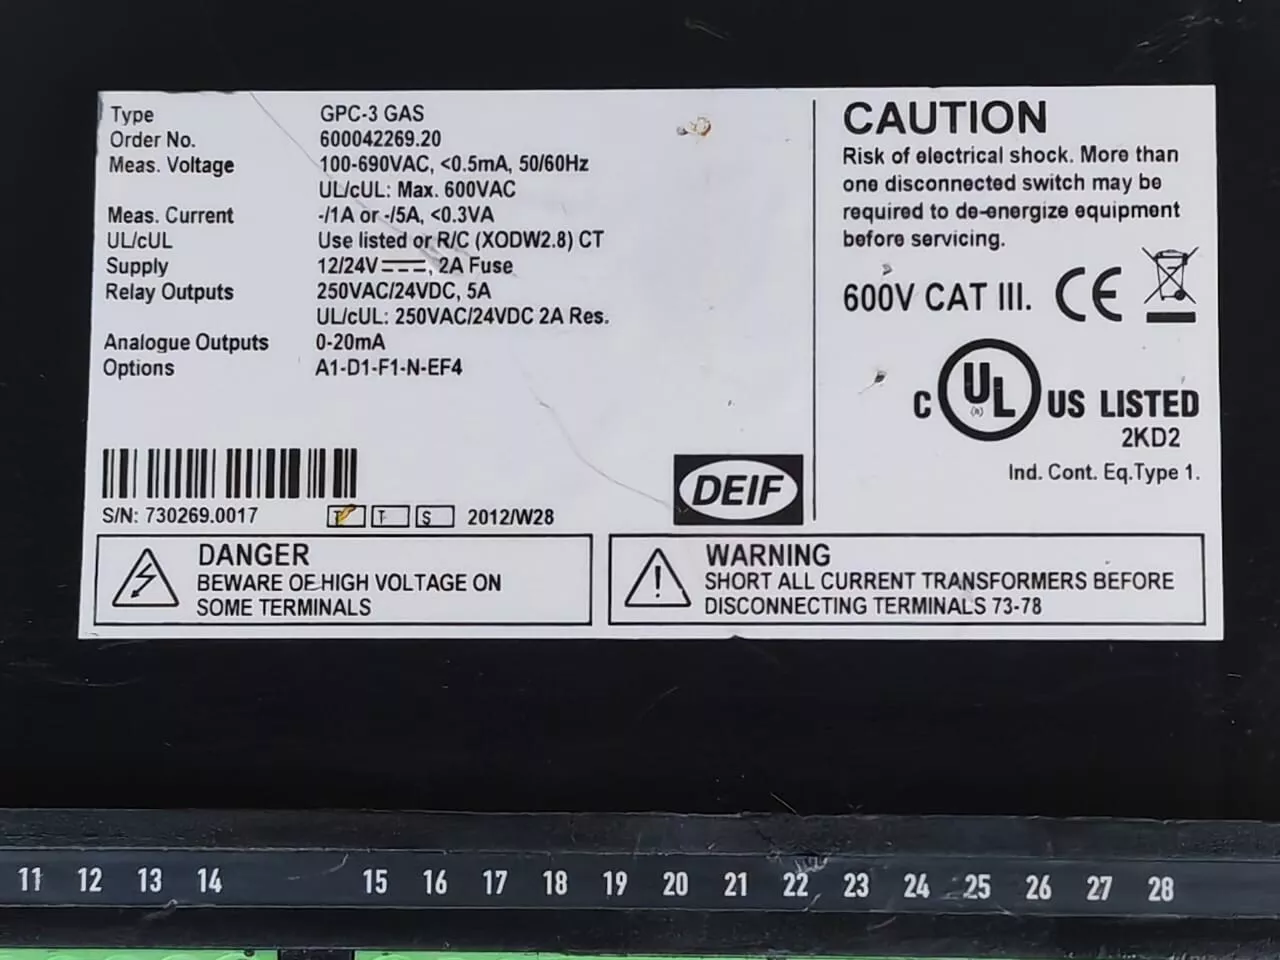 Type GPC-3 GAS
Order No. 600042269.20
Meas. Voltage 100-690VAC, <0.5mA, 50/60Hz
UL/cUL: Max. 600VAC
Meas. Current -/1A or -/5A, <0.3VA
UL/cUL Use listed or R/C (XODW2.8) CT
Supply 12/24V⎓, 2A Fuse
Relay Outputs 250VAC/24VDC, 5A
UL/cUL: 250VAC/24VDC 2A Res.
Analogue Outputs 0-20mA
Options A1-D1-F1-N-EF4
S/N: 730269.0017 T T S 2012/W28
DEIF
CAUTION
Risk of electrical shock. More than
one disconnected switch may be
required to de-energize equipment
before servicing.
600V CAT III. CE
C UL US LISTED
2KD2
Ind. Cont. Eq.Type 1.
DANGER
BEWARE OF HIGH VOLTAGE ON
SOME TERMINALS
WARNING
SHORT ALL CURRENT TRANSFORMERS BEFORE
DISCONNECTING TERMINALS 73-78
11 12 13 14 15 16 17 18 19 20 21 22 23 24 25 26 27 28